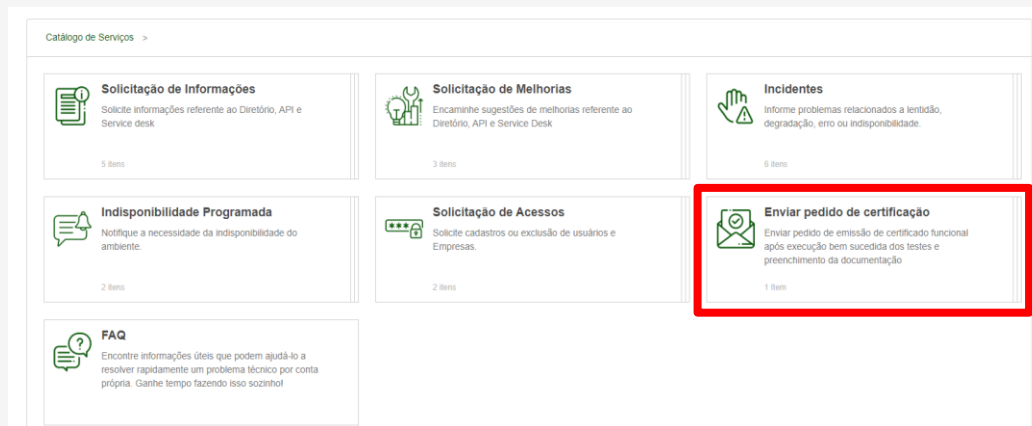 Catálogo de Serviços >
Solicitação de Informações
Solicite informações referente ao Diretório, API e
Service desk
5 itens
Solicitação de Melhorias
Encaminhe sugestões de melhorias referente ao
Diretório, API e Service Desk
3 itens
Incidentes
Informe problemas relacionados a lentidão,
degradação, erro ou indisponibilidade.
6 itens
Indisponibilidade Programada
Notifique a necessidade da indisponibilidade do
ambiente.
2 itens
Solicitação de Acessos
Solicite cadastros ou exclusão de usuários e
Empresas.
2 itens
Enviar pedido de certificação
Enviar pedido de emissão de certificado funcional
após execução bem sucedida dos testes e
preenchimento da documentação
1 item
FAQ
Encontre informações úteis que podem ajudá-lo a
resolver rapidamente um problema técnico por conta
própria. Ganhe tempo fazendo isso sozinho!